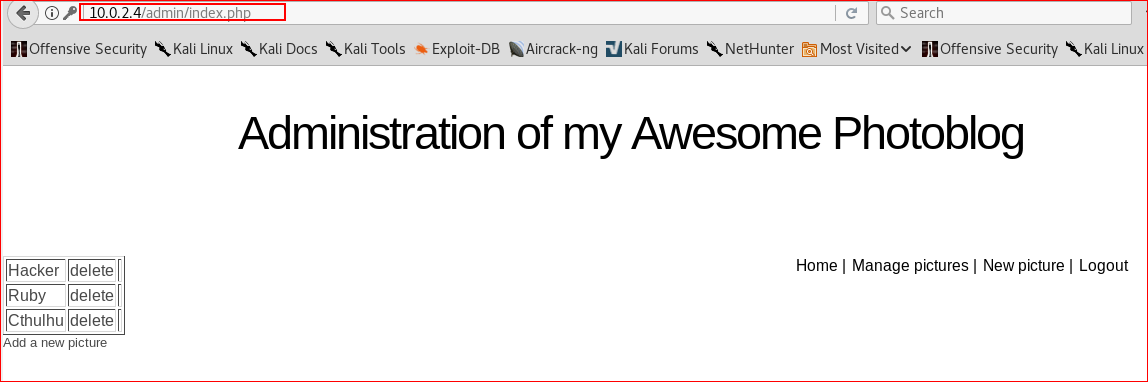 10.0.2.4/admin/index.php Search
Offensive Security Kali Linux Kali Docs Kali Tools Exploit-DB Aircrack-ng Kali Forums NetHunter Most Visited Offensive Security Kali Linux
Administration of my Awesome Photoblog
Home | Manage pictures | New picture | Logout
Hacker delete
Ruby delete
Cthulhu delete
Add a new picture